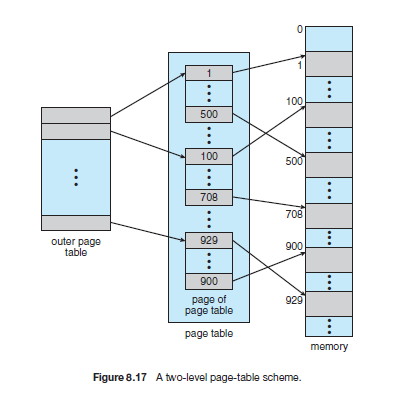 outer page
table
1
500
100
708
929
900
page of
page table
page table
0
1
100
500
708
900
929
memory
Figure 8.17 A two-level page-table scheme.